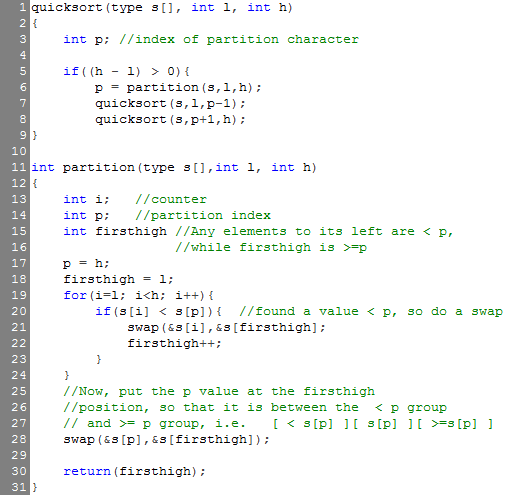 1 quicksort(type s[], int l, int h)
2 {
3 int p; //index of partition character
4
5 if((h - l) > 0){
6 p = partition(s,l,h);
7 quicksort(s,l,p-1);
8 quicksort(s,p+1,h);
9 }
10
11 int partition(type s[],int l, int h)
12 {
13 int i; //counter
14 int p; //partition index
15 int firsthigh //Any elements to its left are < p,
16 //while firsthigh is >=p
17 p = h;
18 firsthigh = l;
19 for(i=l; i<h; i++){
20 if(s[i] < s[p]){ //found a value < p, so do a swap
21 swap(&s[i],&s[firsthigh];
22 firsthigh++;
23 }
24 }
25 //Now, put the p value at the firsthigh
26 //position, so that it is between the < p group
27 // and >= p group, i.e. [ < s[p] ][ s[p] ][ >=s[p] ]
28 swap(&s[p],&s[firsthigh]);
29
30 return(firsthigh);
31 }